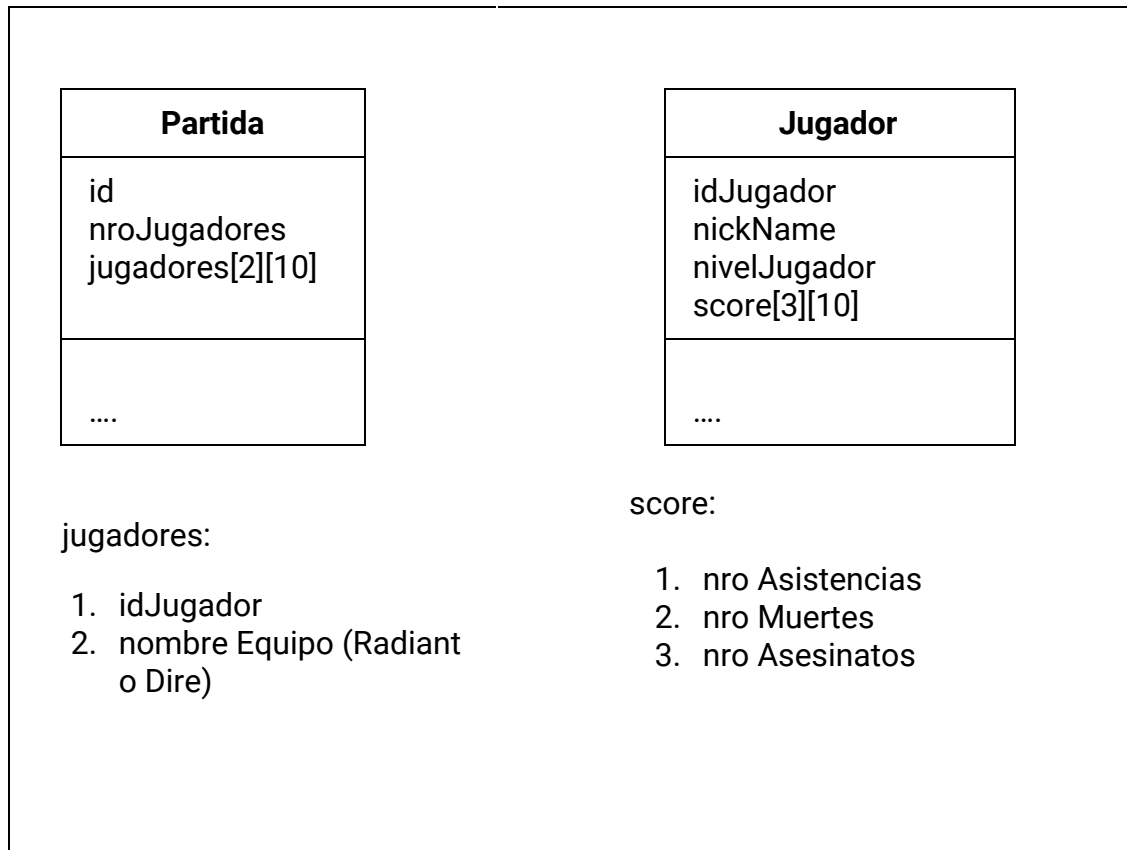 Partida
id
nroJugadores
jugadores[2][10]
....
jugadores:
1. idJugador
2. nombre Equipo (Radiant
o Dire)
Jugador
idJugador
nickName
nivelJugador
score[3][10]
....
score:
1. nro Asistencias
2. nro Muertes
3. nro Asesinatos